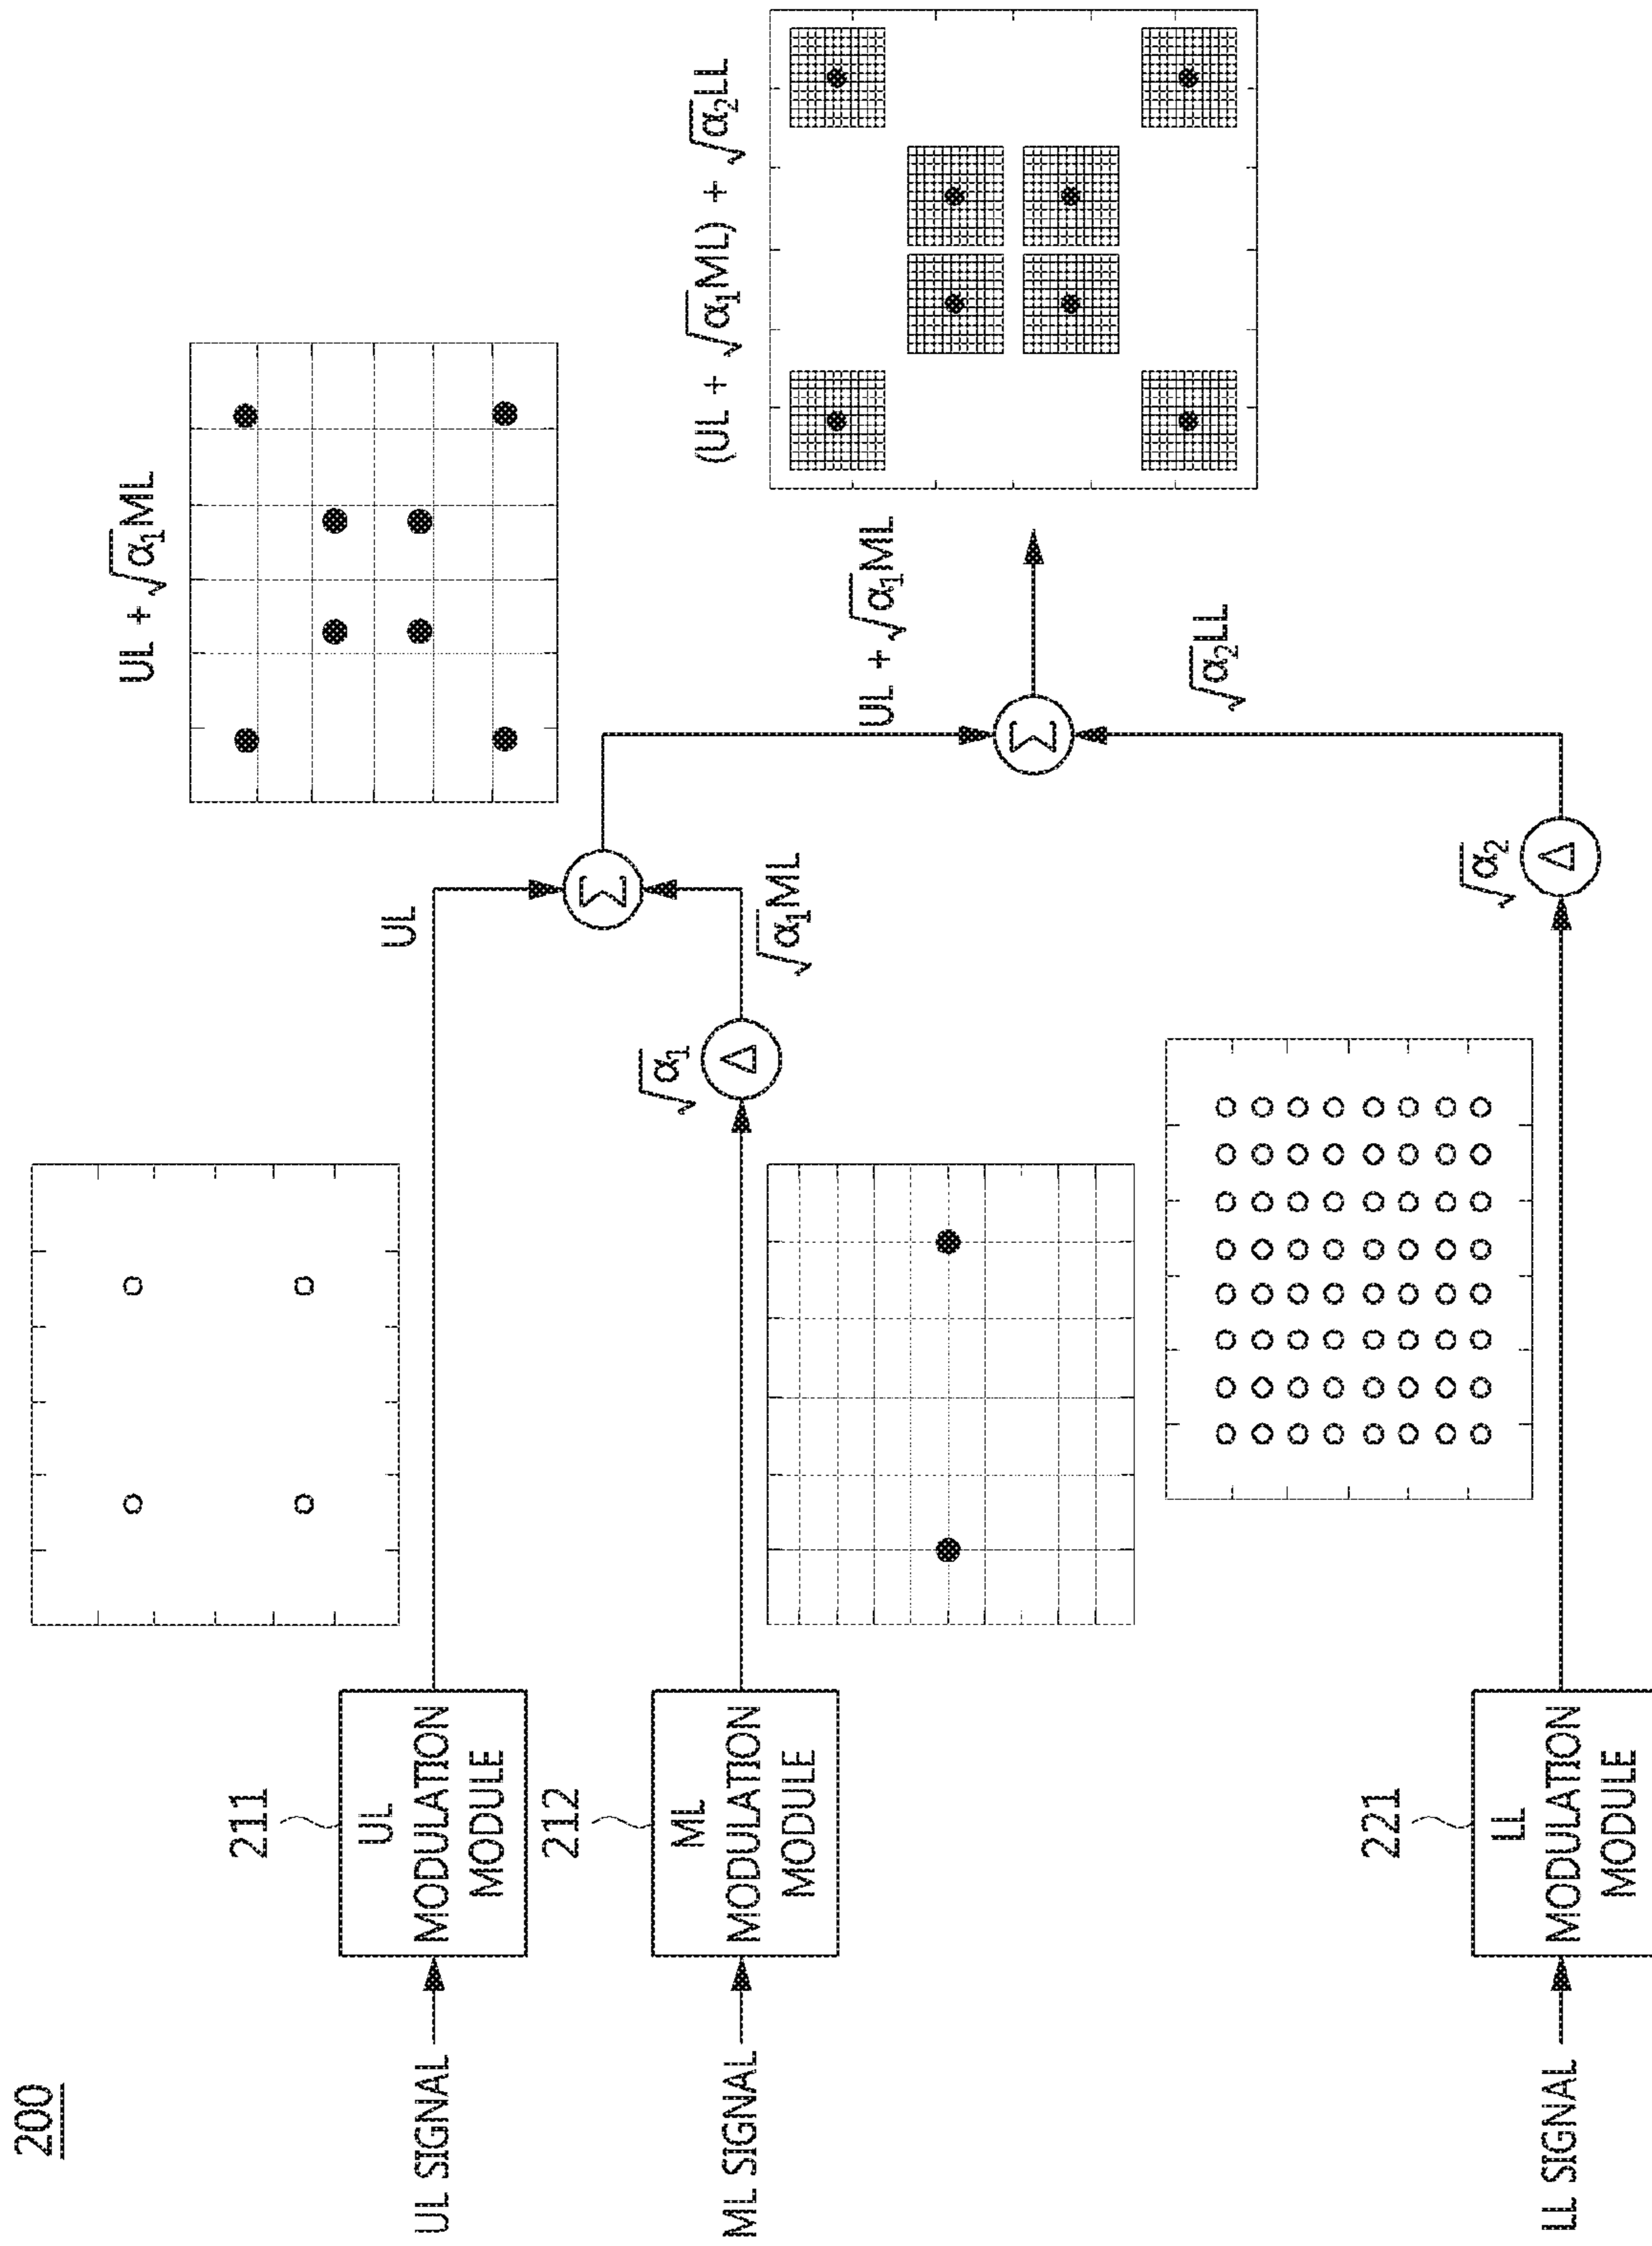 200
UL SIGNAL
211
UL
MODULATION
MODULE
UL
UL + √α₁ML
ML SIGNAL
212
ML
MODULATION
MODULE
√α₁
√α₁ML
UL + √α₁ML
(UL + √α₁ML) + √α₂LL
LL SIGNAL
221
LL
MODULATION
MODULE
√α₂
√α₂LL
Σ
Σ
Δ
Δ